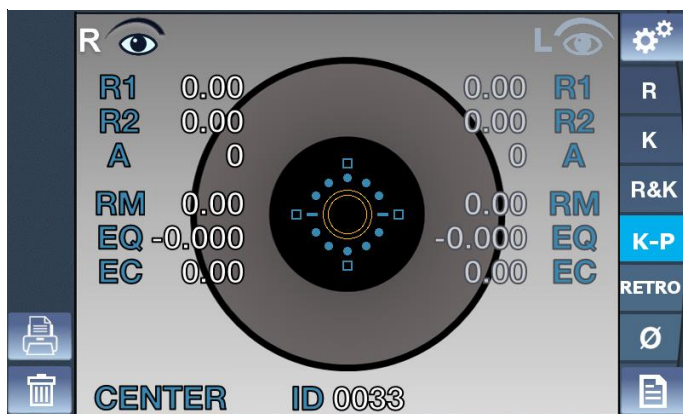 R L
R1 0.00 0.00 R1
R2 0.00 0.00 R2
A 0 0 A
RM 0.00 0.00 RM
EQ -0.000 -0.000 EQ
EC 0.00 0.00 EC
CENTER ID 0033
R
K
R&K
K-P
RETRO
Ø